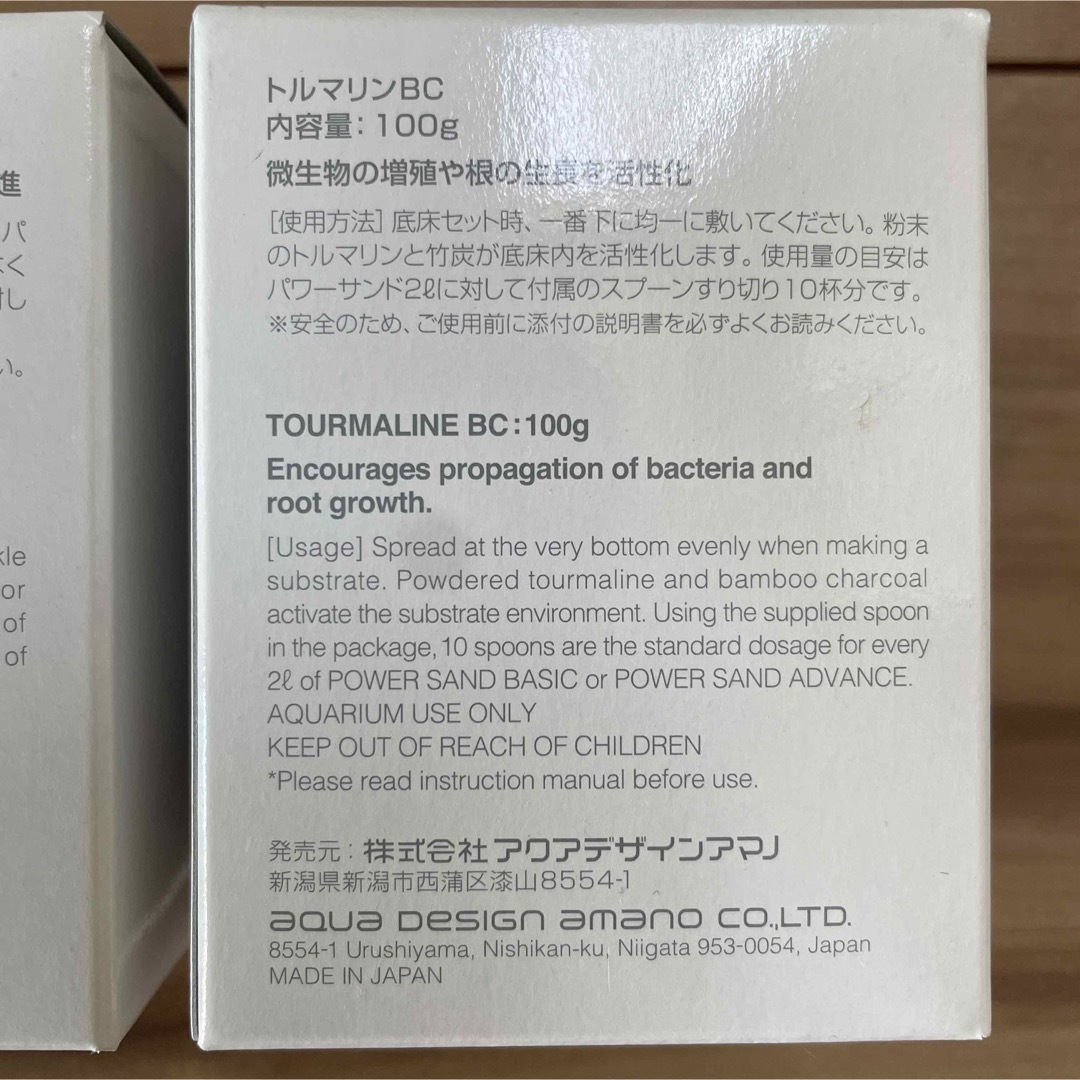 進
パ
よく
対し
い。
kle
or
of
of
トルマリンBC
内容量：100g
微生物の増殖や根の生長を活性化
［使用方法］底床セット時、一番下に均一に敷いてください。粉末
のトルマリンと竹炭が底床内を活性化します。使用量の目安は
パワーサンド2ℓに対して付属のスプーンすり切り10杯分です。
※安全のため、ご使用前に添付の説明書を必ずよくお読みください。
TOURMALINE BC：100g
Encourages propagation of bacteria and
root growth.
[Usage] Spread at the very bottom evenly when making a
substrate. Powdered tourmaline and bamboo charcoal
activate the substrate environment. Using the supplied spoon
in the package, 10 spoons are the standard dosage for every
2ℓ of POWER SAND BASIC or POWER SAND ADVANCE.
AQUARIUM USE ONLY
KEEP OUT OF REACH OF CHILDREN
*Please read instruction manual before use.
発売元：株式会社アクアデザインアマノ
新潟県新潟市西蒲区漆山8554-1
AQUA DESIGN AMANO CO.,LTD.
8554-1 Urushiyama, Nishikan-ku, Niigata 953-0054, Japan
MADE IN JAPAN